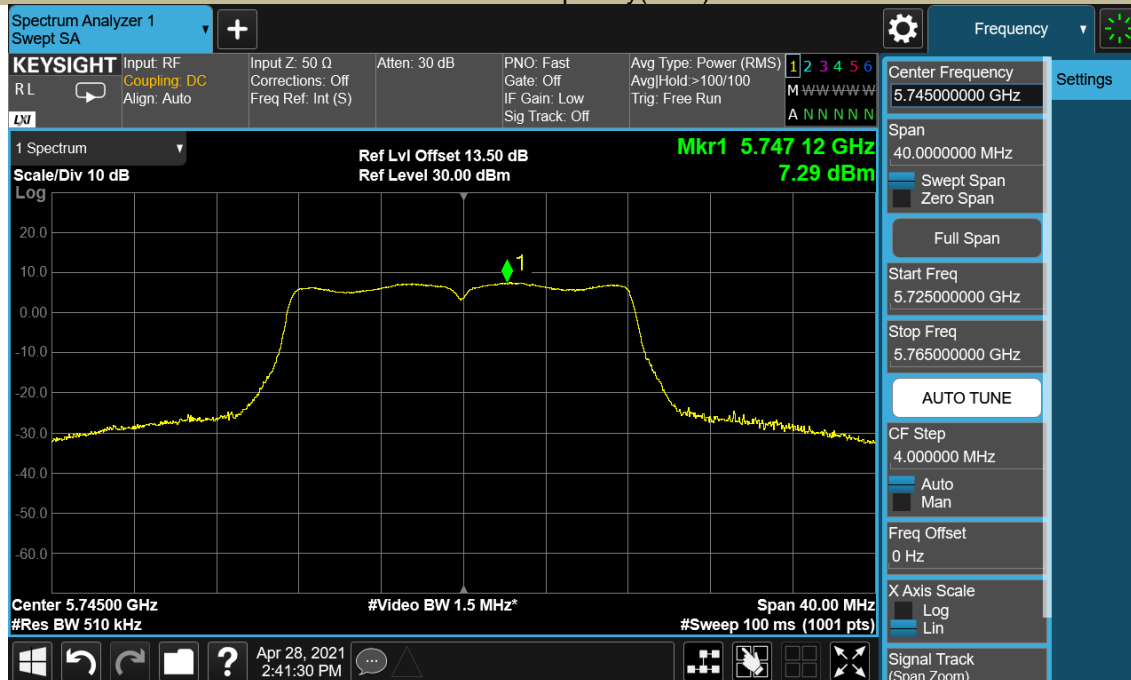 Spectrum Analyzer 1
Swept SA
+
Frequency
KEYSIGHT
R L
LXI
Input: RF
Coupling: DC
Align: Auto
Input Z: 50 Ω
Corrections: Off
Freq Ref: Int (S)
Atten: 30 dB
PNO: Fast
Gate: Off
IF Gain: Low
Sig Track: Off
Avg Type: Power (RMS)
Avg|Hold:>100/100
Trig: Free Run
1 2 3 4 5 6
M W W W W W
A N N N N N
1 Spectrum
Scale/Div 10 dB
Log
Ref Lvl Offset 13.50 dB
Ref Level 30.00 dBm
Mkr1 5.747 12 GHz
7.29 dBm
20.0
10.0
0.00
-10.0
-20.0
-30.0
-40.0
-50.0
-60.0
1
Center 5.74500 GHz
#Res BW 510 kHz
#Video BW 1.5 MHz*
Span 40.00 MHz
#Sweep 100 ms (1001 pts)
Center Frequency
5.745000000 GHz
Settings
Span
40.0000000 MHz
Swept Span
Zero Span
Full Span
Start Freq
5.725000000 GHz
Stop Freq
5.765000000 GHz
AUTO TUNE
CF Step
4.000000 MHz
Auto
Man
Freq Offset
0 Hz
X Axis Scale
Log
Lin
Signal Track
(Span Zoom)
?
Apr 28, 2021
2:41:30 PM